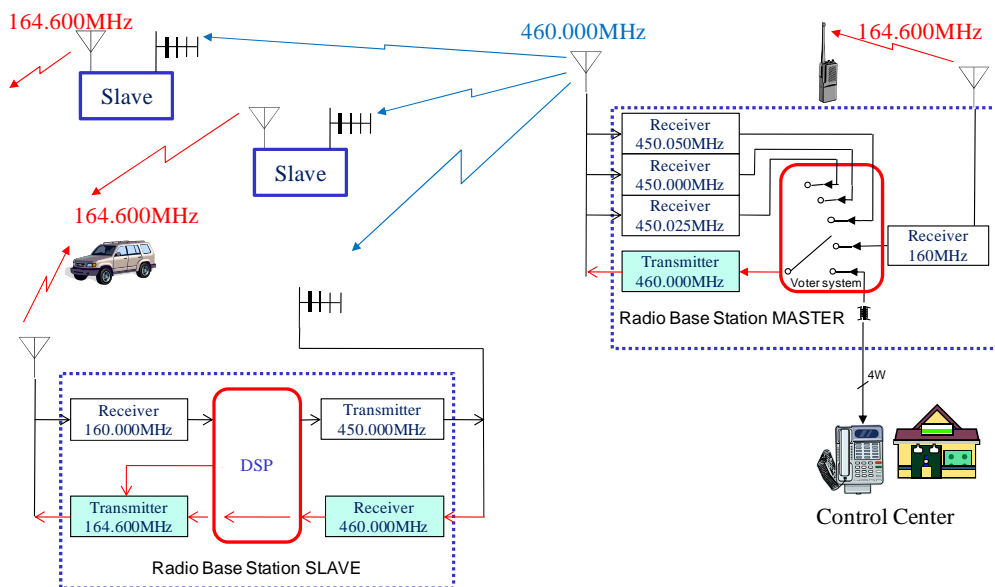 164.600MHz
460.000MHz
164.600MHz
Slave
Slave
164.600MHz
Receiver
450.050MHz
Receiver
450.000MHz
Receiver
450.025MHz
Transmitter
460.000MHz
Voter system
Receiver
160MHz
Radio Base Station MASTER
4W
Control Center
Receiver
160.000MHz
DSP
Transmitter
450.000MHz
Transmitter
164.600MHz
Receiver
460.000MHz
Radio Base Station SLAVE